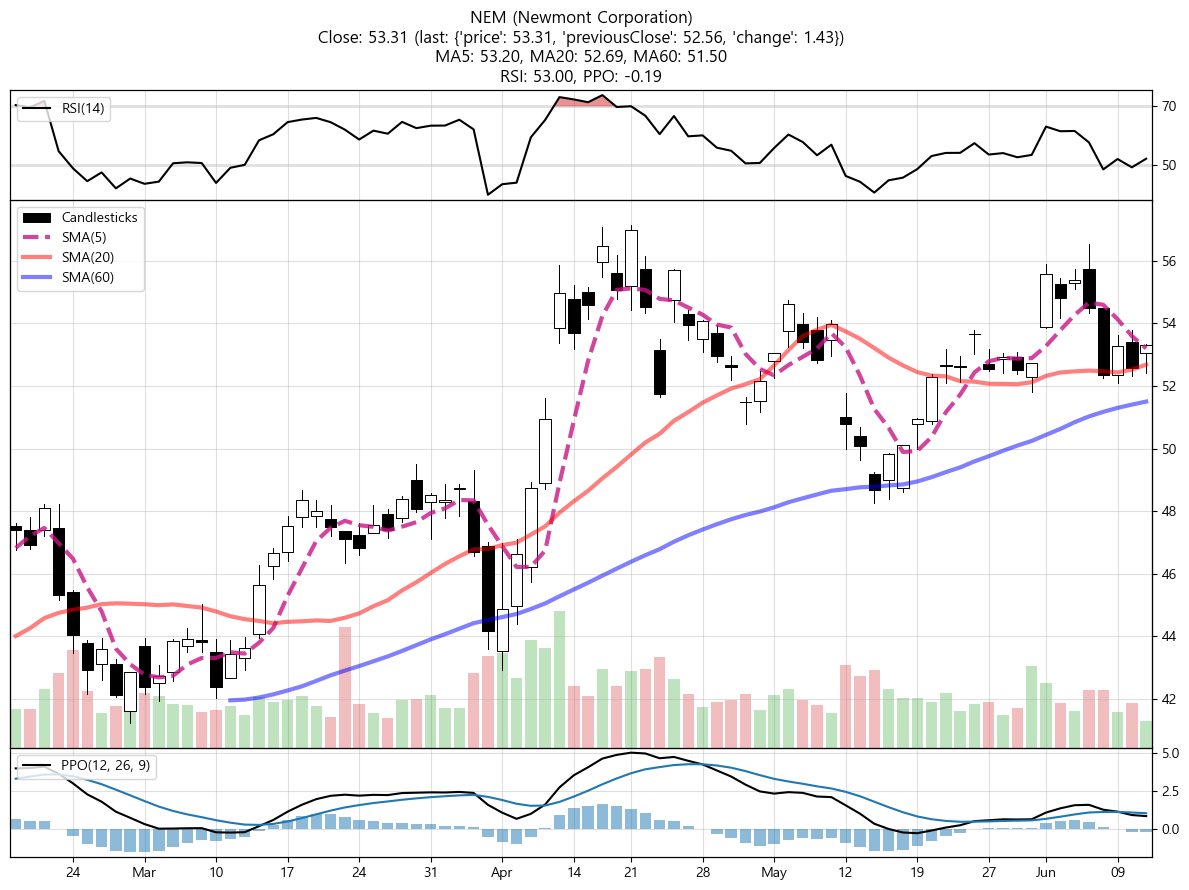 NEM (Newmont Corporation)
Close: 53.31 (last: {'price': 53.31, 'previousClose': 52.56, 'change': 1.43})
MA5: 53.20, MA20: 52.69, MA60: 51.50
RSI: 53.00, PPO: -0.19
RSI(14)
70
50
Candlesticks
SMA(5)
SMA(20)
SMA(60)
56
54
52
50
48
46
44
42
PPO(12, 26, 9)
5.0
2.5
0.0
24 Mar 10 17 24 31 Apr 14 21 28 May 12 19 27 Jun 09